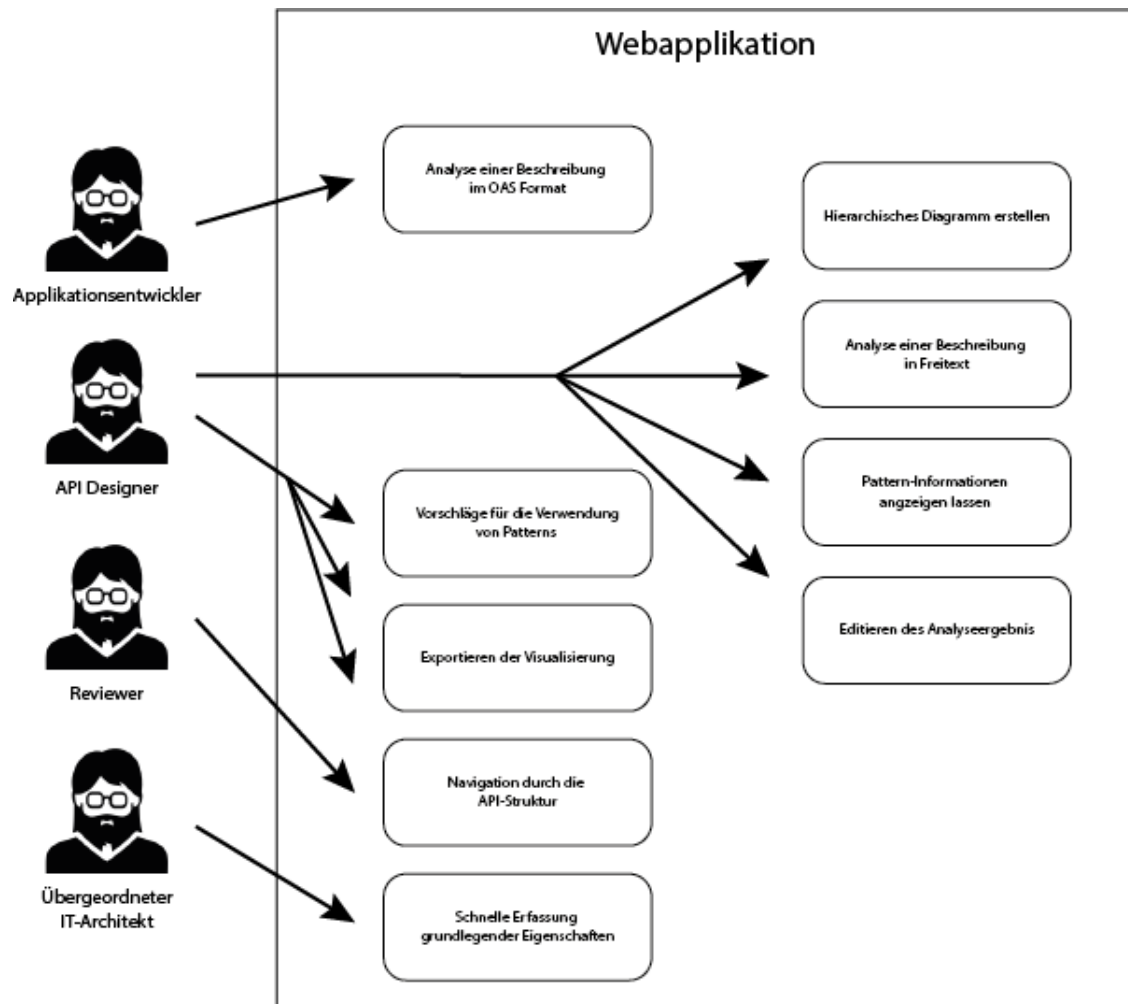 Webapplikation
Applikationsentwickler
API Designer
Reviewer
Übergeordneter
IT-Architekt
Analyse einer Beschreibung
im OAS Format
Vorschläge für die Verwendung
von Patterns
Exportieren der Visualisierung
Navigation durch die
API-Struktur
Schnelle Erfassung
grundlegender Eigenschaften
Hierarchisches Diagramm erstellen
Analyse einer Beschreibung
in Freitext
Pattern-Informationen
angzeigen lassen
Editieren des Analyseergebnis